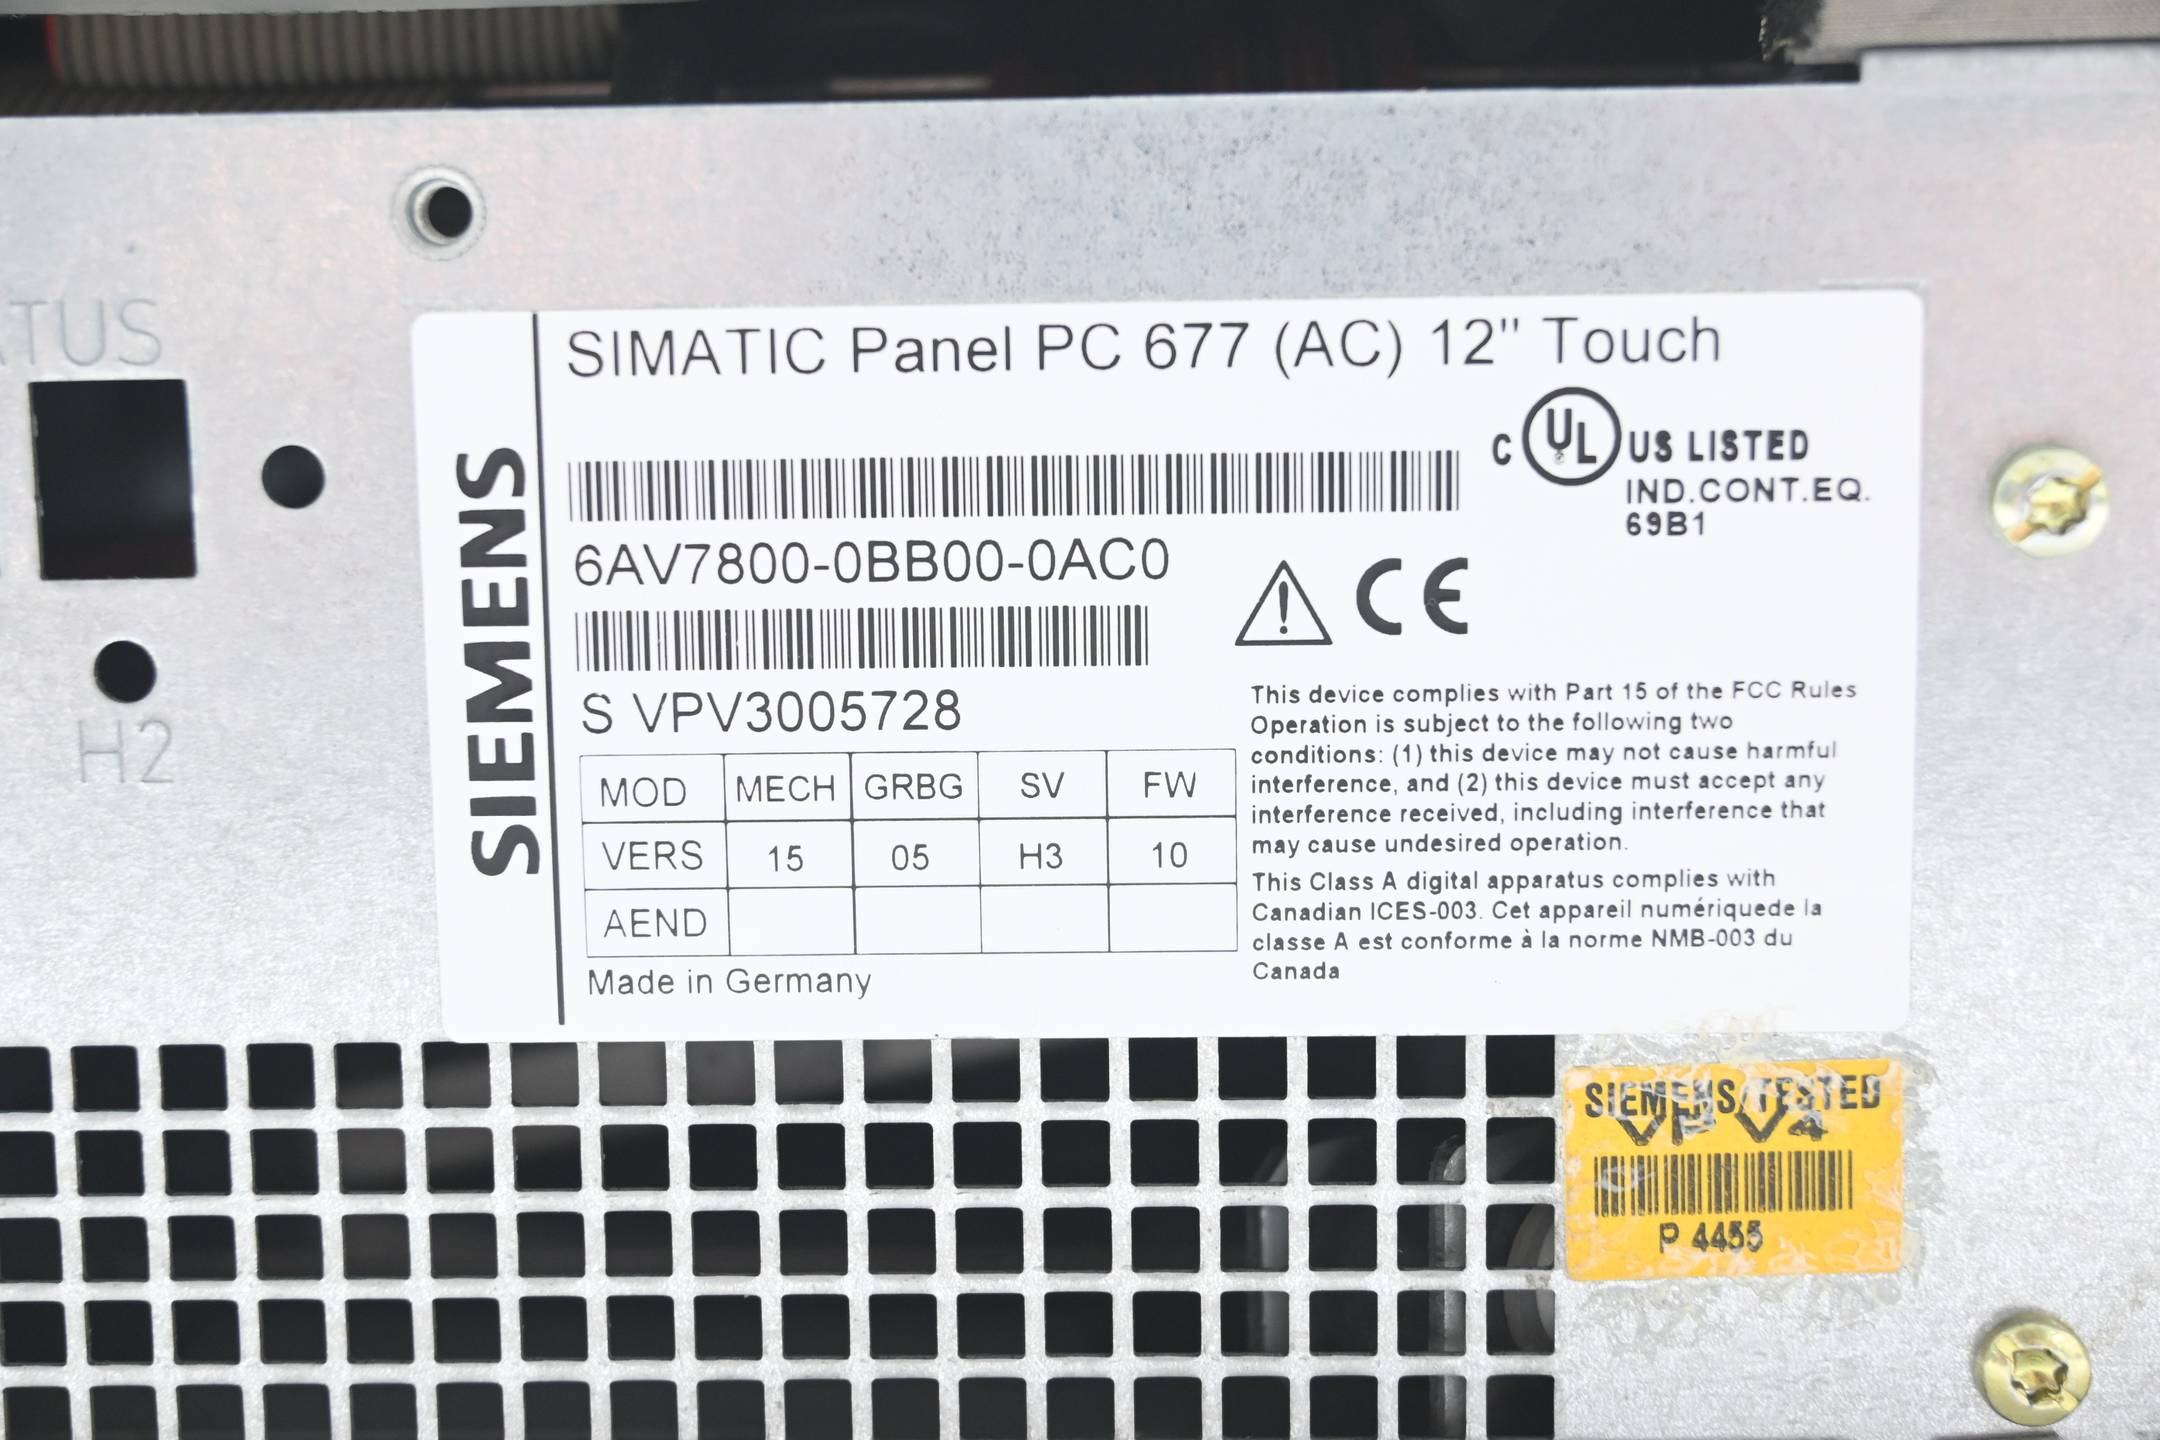 TUS
H2
SIEMENS
SIMATIC Panel PC 677 (AC) 12" Touch
C UL US LISTED
IND.CONT.EQ.
69B1
6AV7800-0BB00-0AC0
CE
S VPV3005728
MOD MECH GRBG SV FW
VERS 15 05 H3 10
AEND
Made in Germany
This device complies with Part 15 of the FCC Rules
Operation is subject to the following two
conditions: (1) this device may not cause harmful
interference, and (2) this device must accept any
interference received, including interference that
may cause undesired operation.
This Class A digital apparatus complies with
Canadian ICES-003. Cet appareil numériquede la
classe A est conforme à la norme NMB-003 du
Canada
SIEMENS/TESTED
VP V4
P 4455